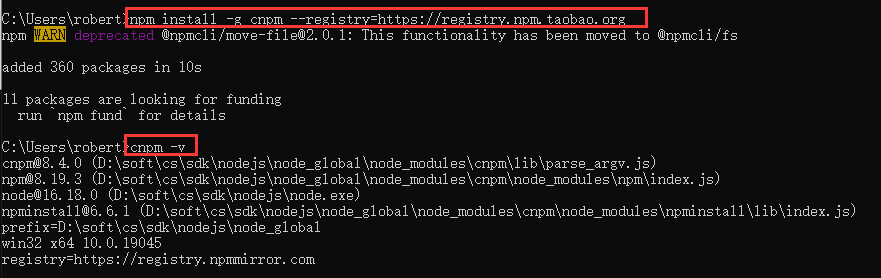 C:\Users\robert>npm install -g cnpm --registry=https://registry.npm.taobao.org
npm WARN deprecated @npmcli/move-file@2.0.1: This functionality has been moved to @npmcli/fs
added 360 packages in 10s
11 packages are looking for funding
run `npm fund` for details
C:\Users\robert>cnpm -v
cnpm@8.4.0 (D:\soft\cs\sdk\nodejs\node_global\node_modules\cnpm\lib\parse_argv.js)
npm@8.19.3 (D:\soft\cs\sdk\nodejs\node_global\node_modules\cnpm\node_modules\npm\index.js)
node@16.18.0 (D:\soft\cs\sdk\nodejs\node.exe)
npminstall@6.6.1 (D:\soft\cs\sdk\nodejs\node_global\node_modules\cnpm\node_modules\npminstall\lib\index.js)
prefix=D:\soft\cs\sdk\nodejs\node_global
win32 x64 10.0.19045
registry=https://registry.npmmirror.com